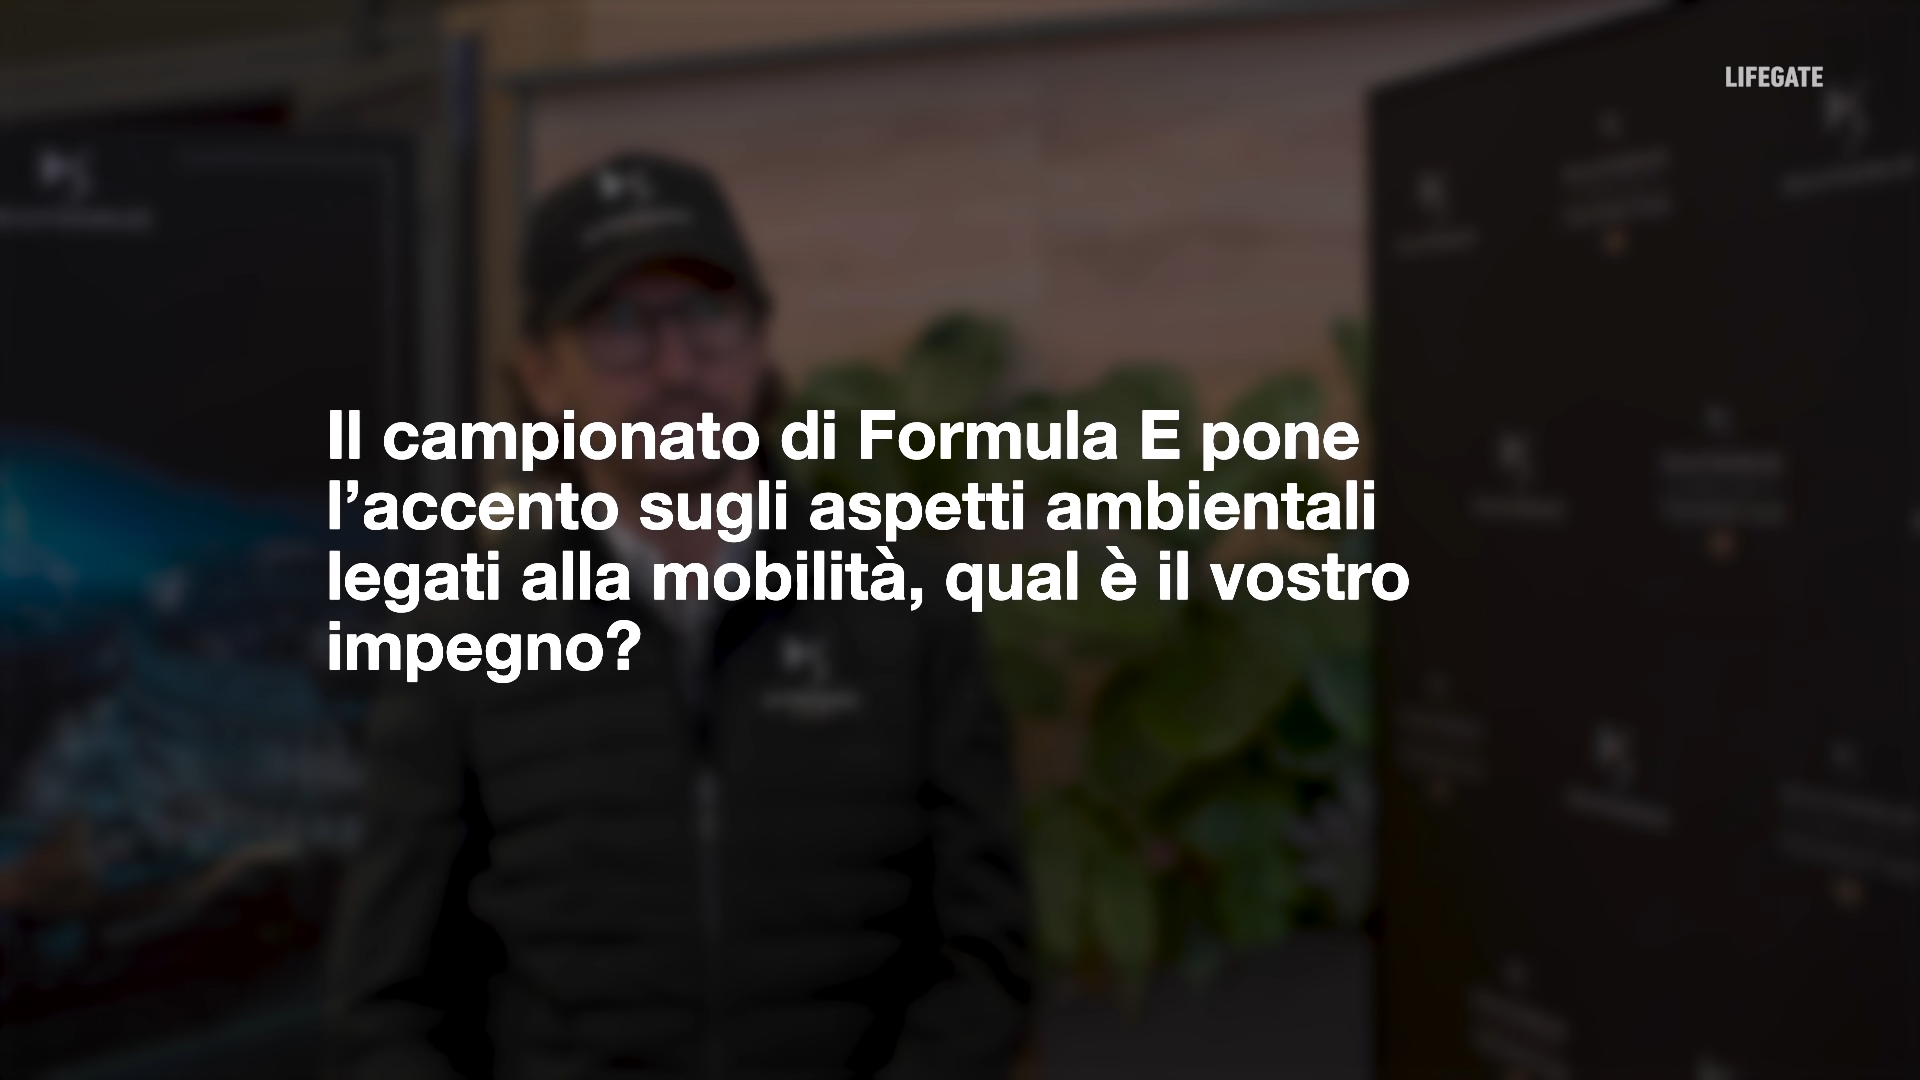 LIFEGATE
Il campionato di Formula E pone
l’accento sugli aspetti ambientali
legati alla mobilità, qual è il vostro
impegno?